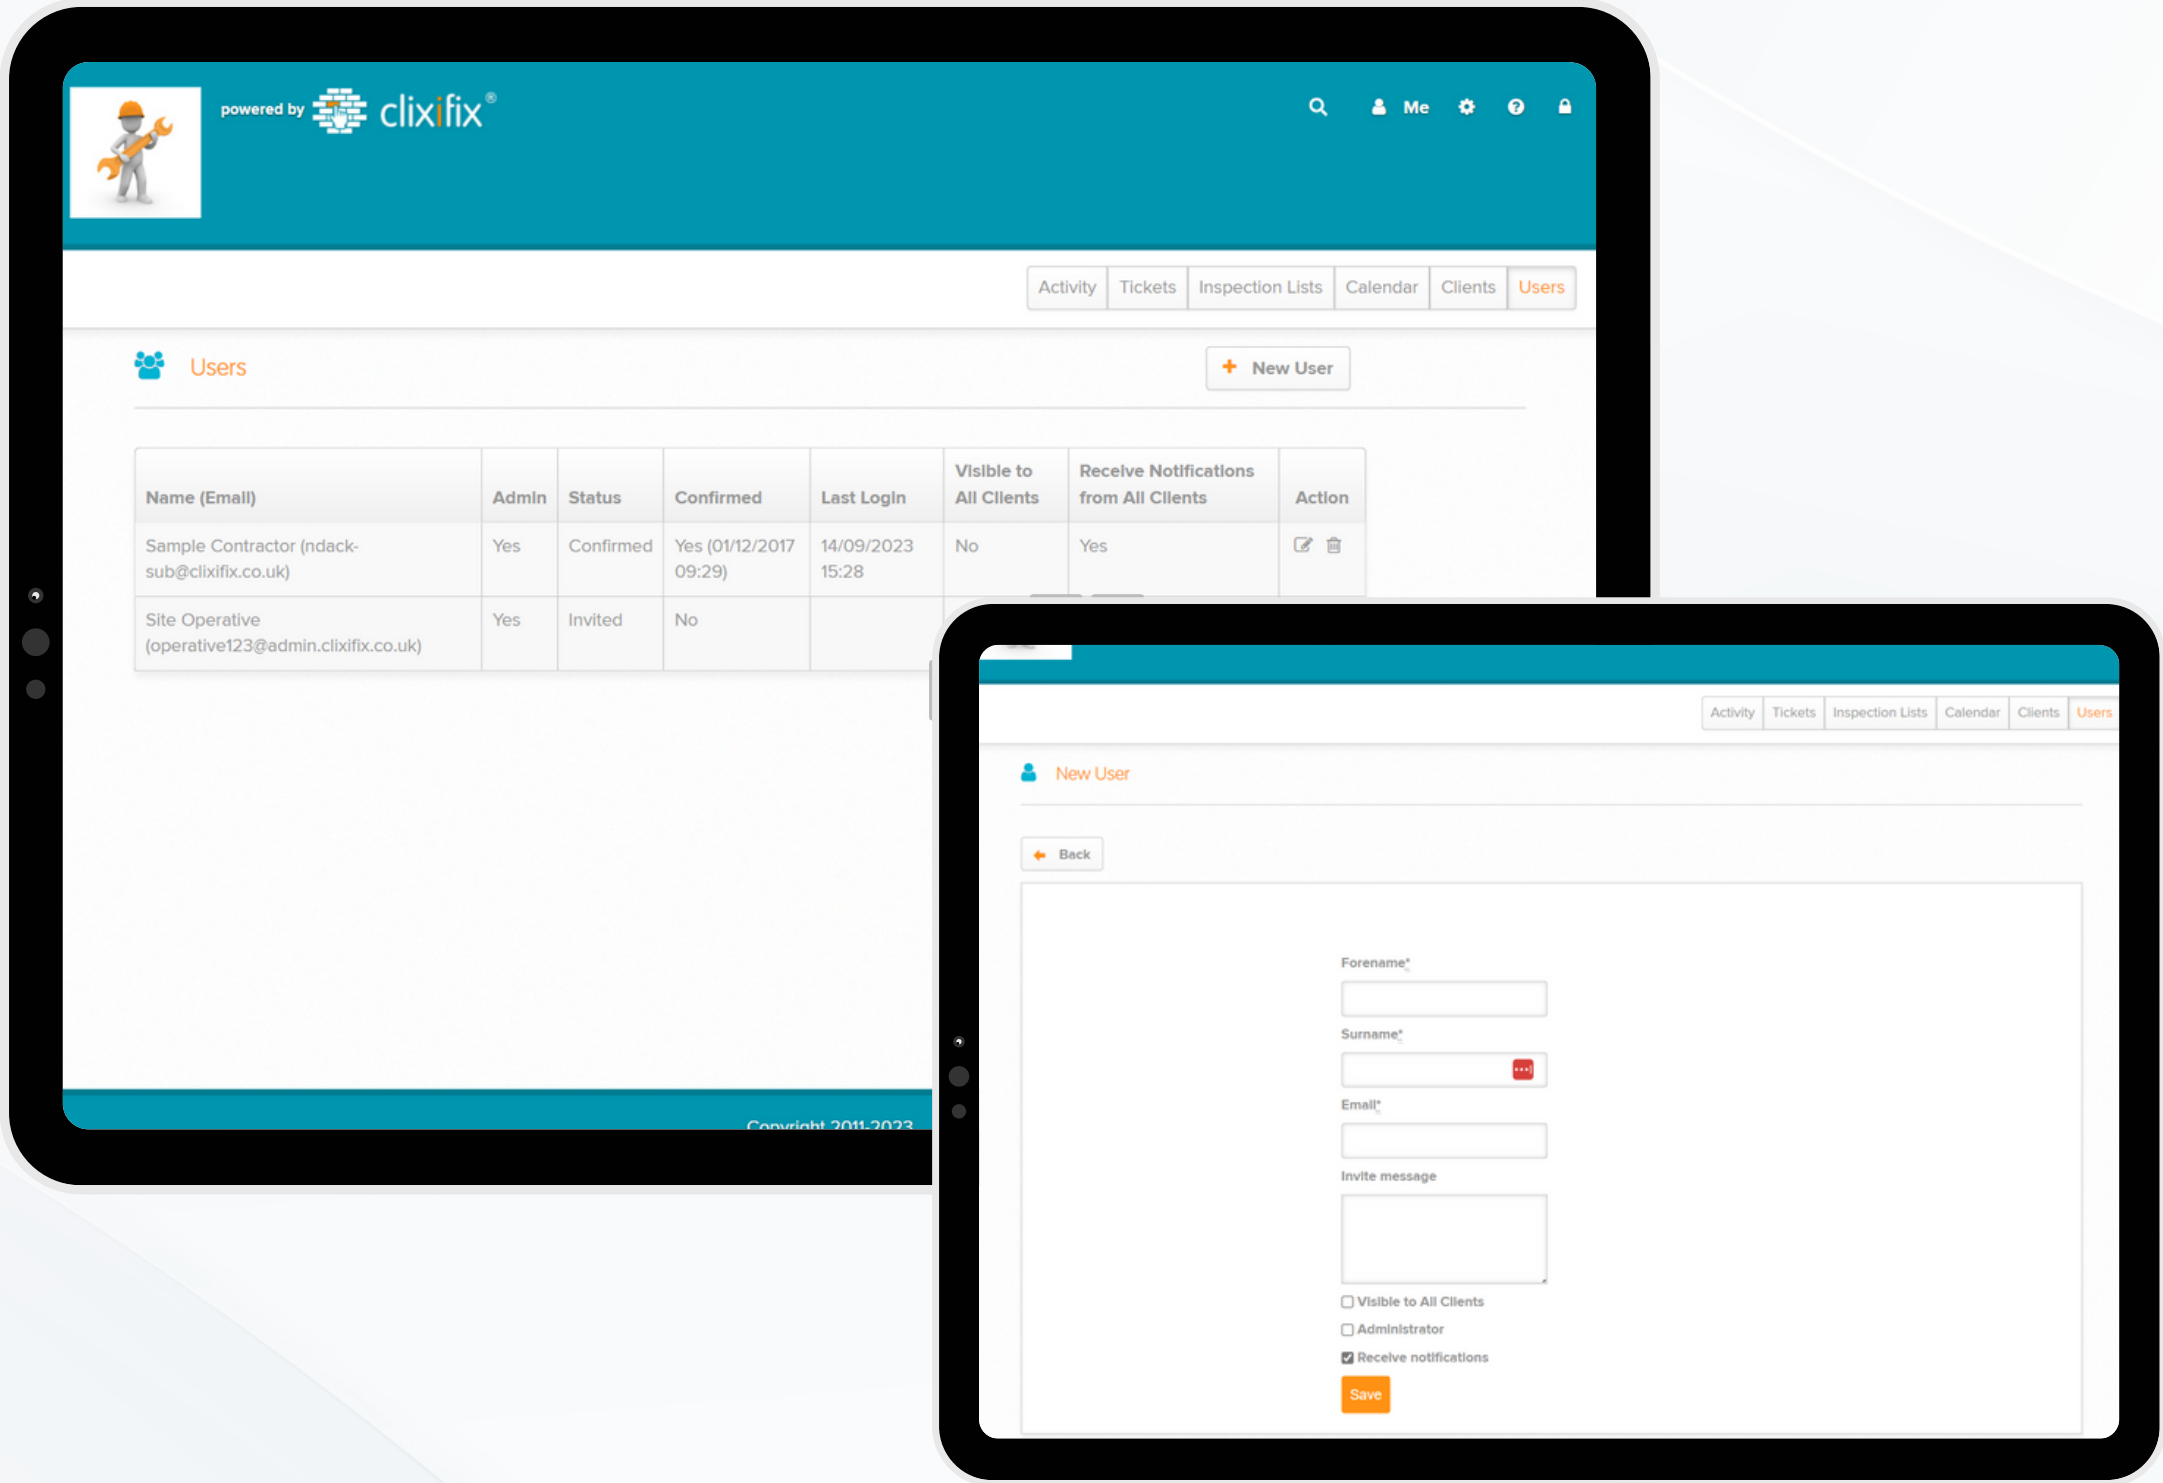 powered by clixifix®
Me
Activity Tickets Inspection Lists Calendar Clients Users
Users
New User
Name (Email) Admin Status Confirmed Last Login Visible to All Clients Receive Notifications from All Clients Action
Sample Contractor (ndack-
sub@clixifix.co.uk)
Yes
Confirmed
Yes (01/12/2017
09:29)
14/09/2023
15:28
No
Yes
Site Operative
(operative123@admin.clixifix.co.uk)
Yes
Invited
No
Copyright 2011-2023
Activity Tickets Inspection Lists Calendar Clients Users
New User
Back
Forename*
Surname*
Email*
Invite message
Visible to All Clients
Administrator
Receive notifications
Save